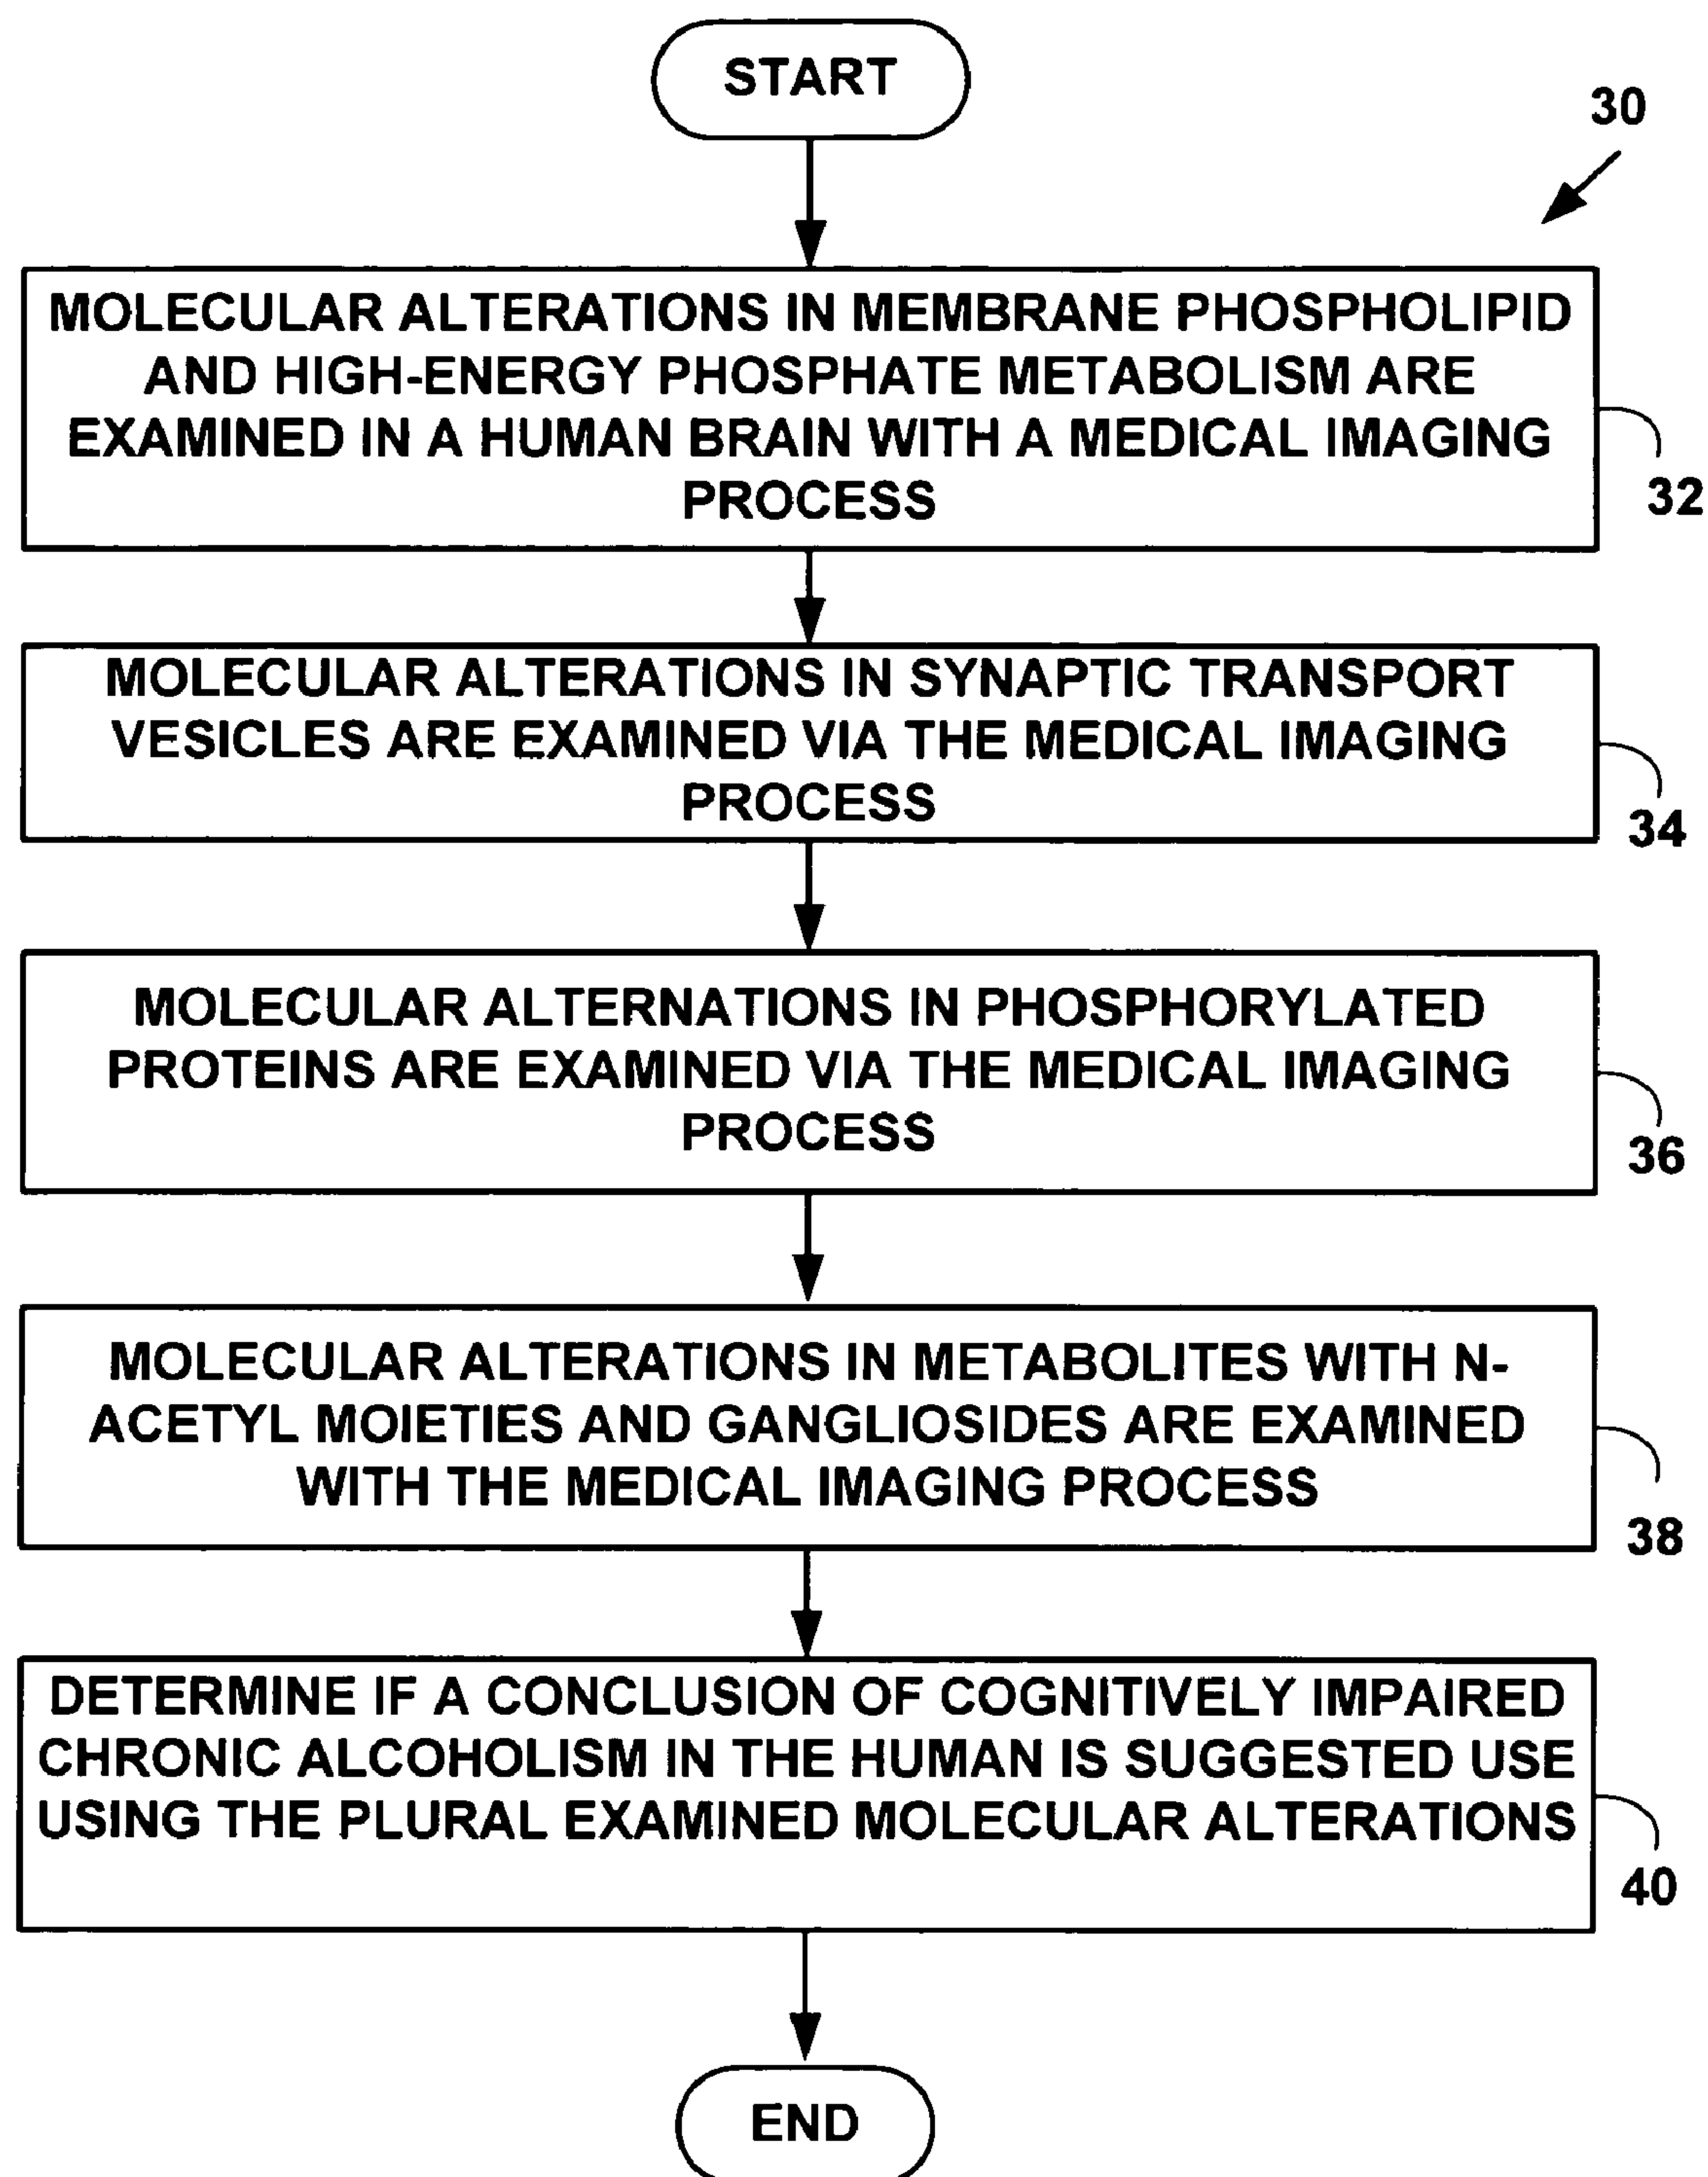 START
30
MOLECULAR ALTERATIONS IN MEMBRANE PHOSPHOLIPID
AND HIGH-ENERGY PHOSPHATE METABOLISM ARE
EXAMINED IN A HUMAN BRAIN WITH A MEDICAL IMAGING
PROCESS
32
MOLECULAR ALTERATIONS IN SYNAPTIC TRANSPORT
VESICLES ARE EXAMINED VIA THE MEDICAL IMAGING
PROCESS
34
MOLECULAR ALTERNATIONS IN PHOSPHORYLATED
PROTEINS ARE EXAMINED VIA THE MEDICAL IMAGING
PROCESS
36
MOLECULAR ALTERATIONS IN METABOLITES WITH N-
ACETYL MOIETIES AND GANGLIOSIDES ARE EXAMINED
WITH THE MEDICAL IMAGING PROCESS
38
DETERMINE IF A CONCLUSION OF COGNITIVELY IMPAIRED
CHRONIC ALCOHOLISM IN THE HUMAN IS SUGGESTED USE
USING THE PLURAL EXAMINED MOLECULAR ALTERATIONS
40
END